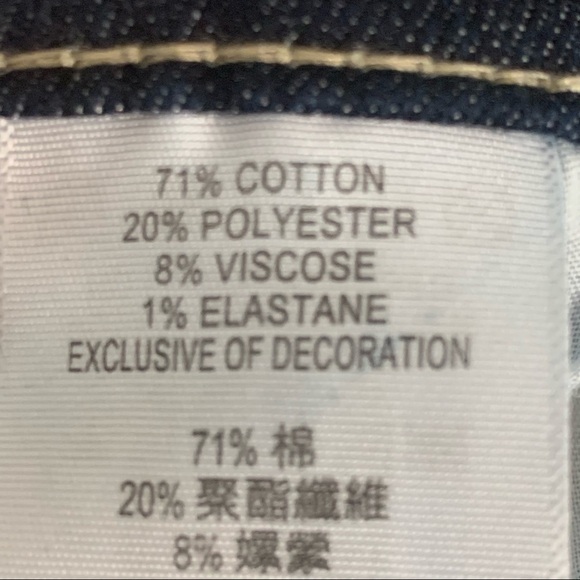 71% COTTON
20% POLYESTER
8% VISCOSE
1% ELASTANE
EXCLUSIVE OF DECORATION
71% 棉
20% 聚酯纖維
8% 嫘縈